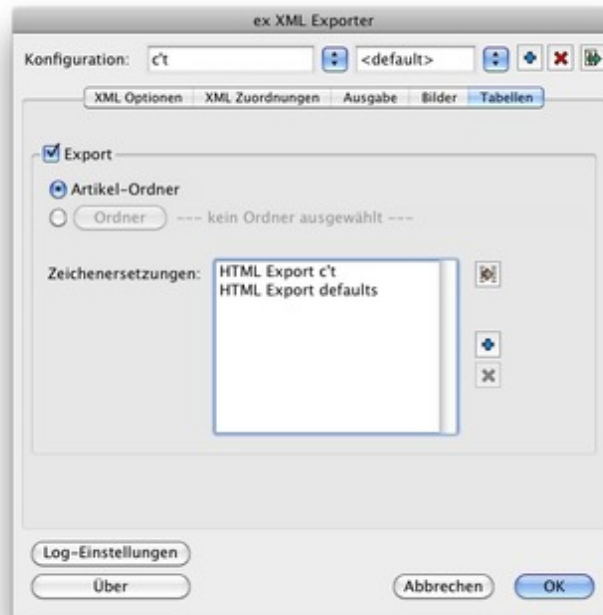 ex XML Exporter
Konfiguration: c't <default>
XML Optionen XML Zuordnungen Ausgabe Bilder Tabellen
Export
Artikel-Ordner
Ordner --- kein Ordner ausgewählt ---
Zeichenersetzungen: HTML Export c't
HTML Export defaults
Log-Einstellungen
Über Abbrechen OK